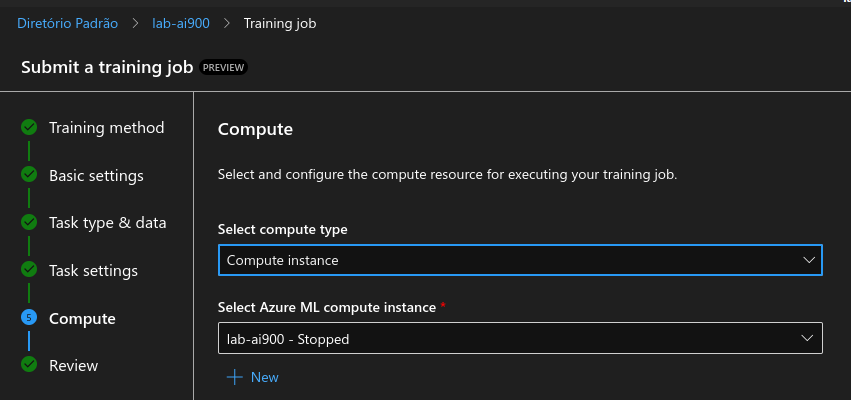 Diretório Padrão > lab-ai900 > Training job
Submit a training job PREVIEW
Training method
Basic settings
Task type & data
Task settings
5 Compute
Review
Compute
Select and configure the compute resource for executing your training job.
Select compute type
Compute instance
Select Azure ML compute instance *
lab-ai900 - Stopped
+ New